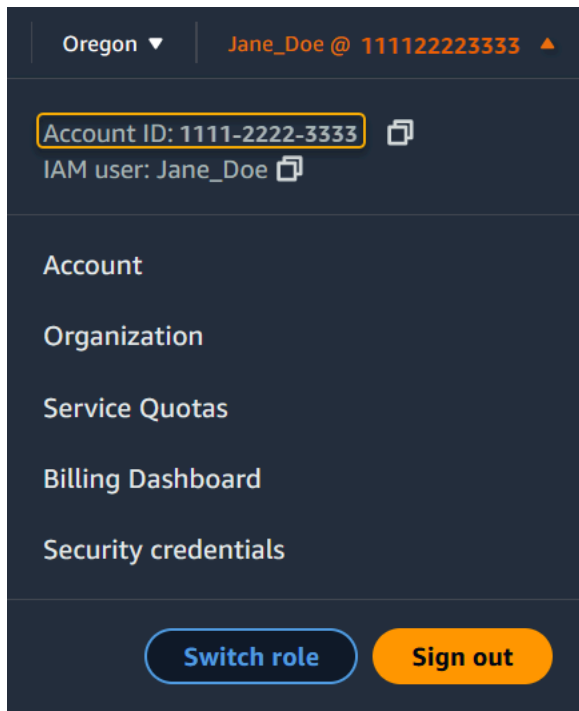 Oregon ▼ Jane_Doe @ 111122223333 ▲
Account ID: 1111-2222-3333
IAM user: Jane_Doe
Account
Organization
Service Quotas
Billing Dashboard
Security credentials
Switch role Sign out